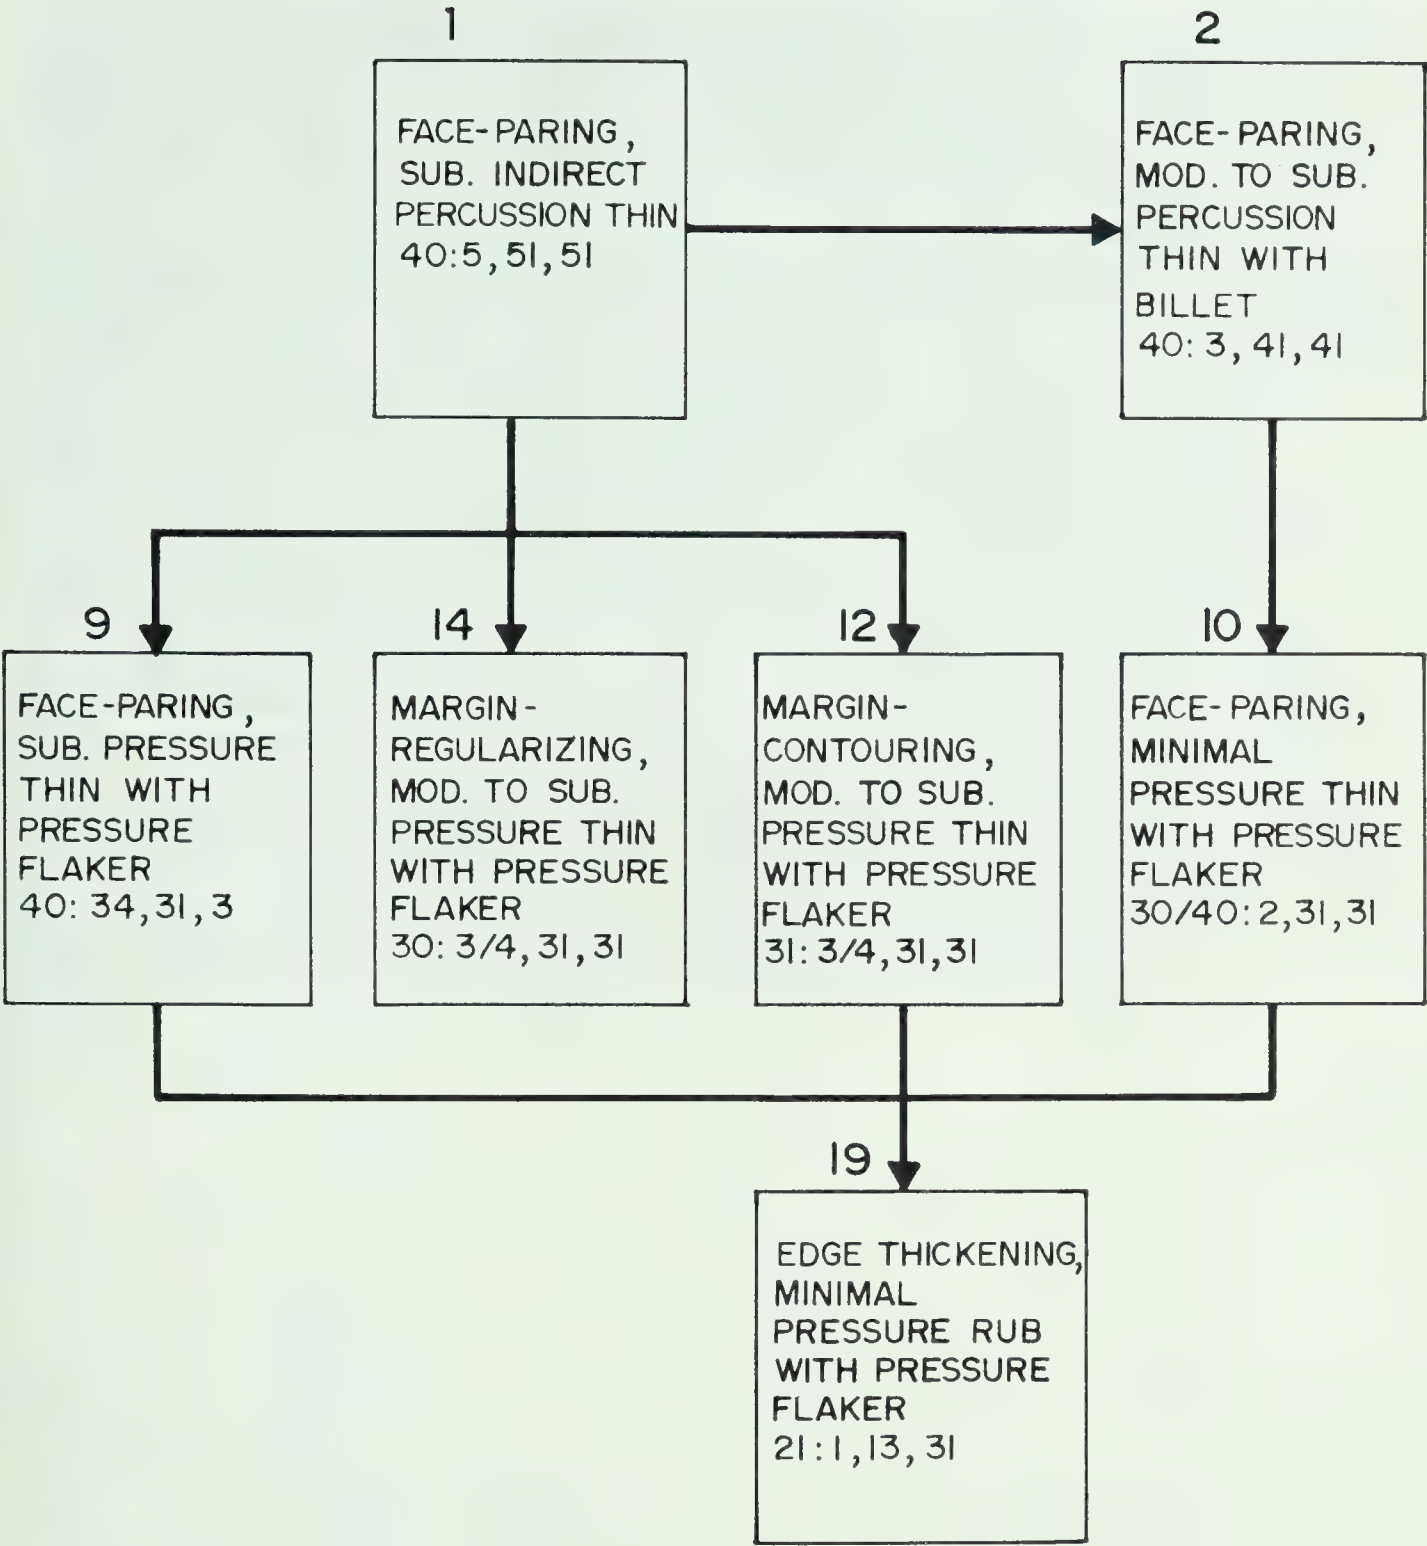 1
FACE-PARING,
SUB. INDIRECT
PERCUSSION THIN
40:5,51,51
2
FACE-PARING,
MOD. TO SUB.
PERCUSSION
THIN WITH
BILLET
40: 3, 41, 41
9
FACE-PARING,
SUB. PRESSURE
THIN WITH
PRESSURE
FLAKER
40: 34,31,3
14
MARGIN-
REGULARIZING,
MOD. TO SUB.
PRESSURE THIN
WITH PRESSURE
FLAKER
30: 3/4, 31, 31
12
MARGIN-
CONTOURING,
MOD. TO SUB.
PRESSURE THIN
WITH PRESSURE
FLAKER
31: 3/4, 31, 31
10
FACE-PARING,
MINIMAL
PRESSURE THIN
WITH PRESSURE
FLAKER
30/40: 2, 31, 31
19
EDGE THICKENING,
MINIMAL
PRESSURE RUB
WITH PRESSURE
FLAKER
21: 1, 13, 31